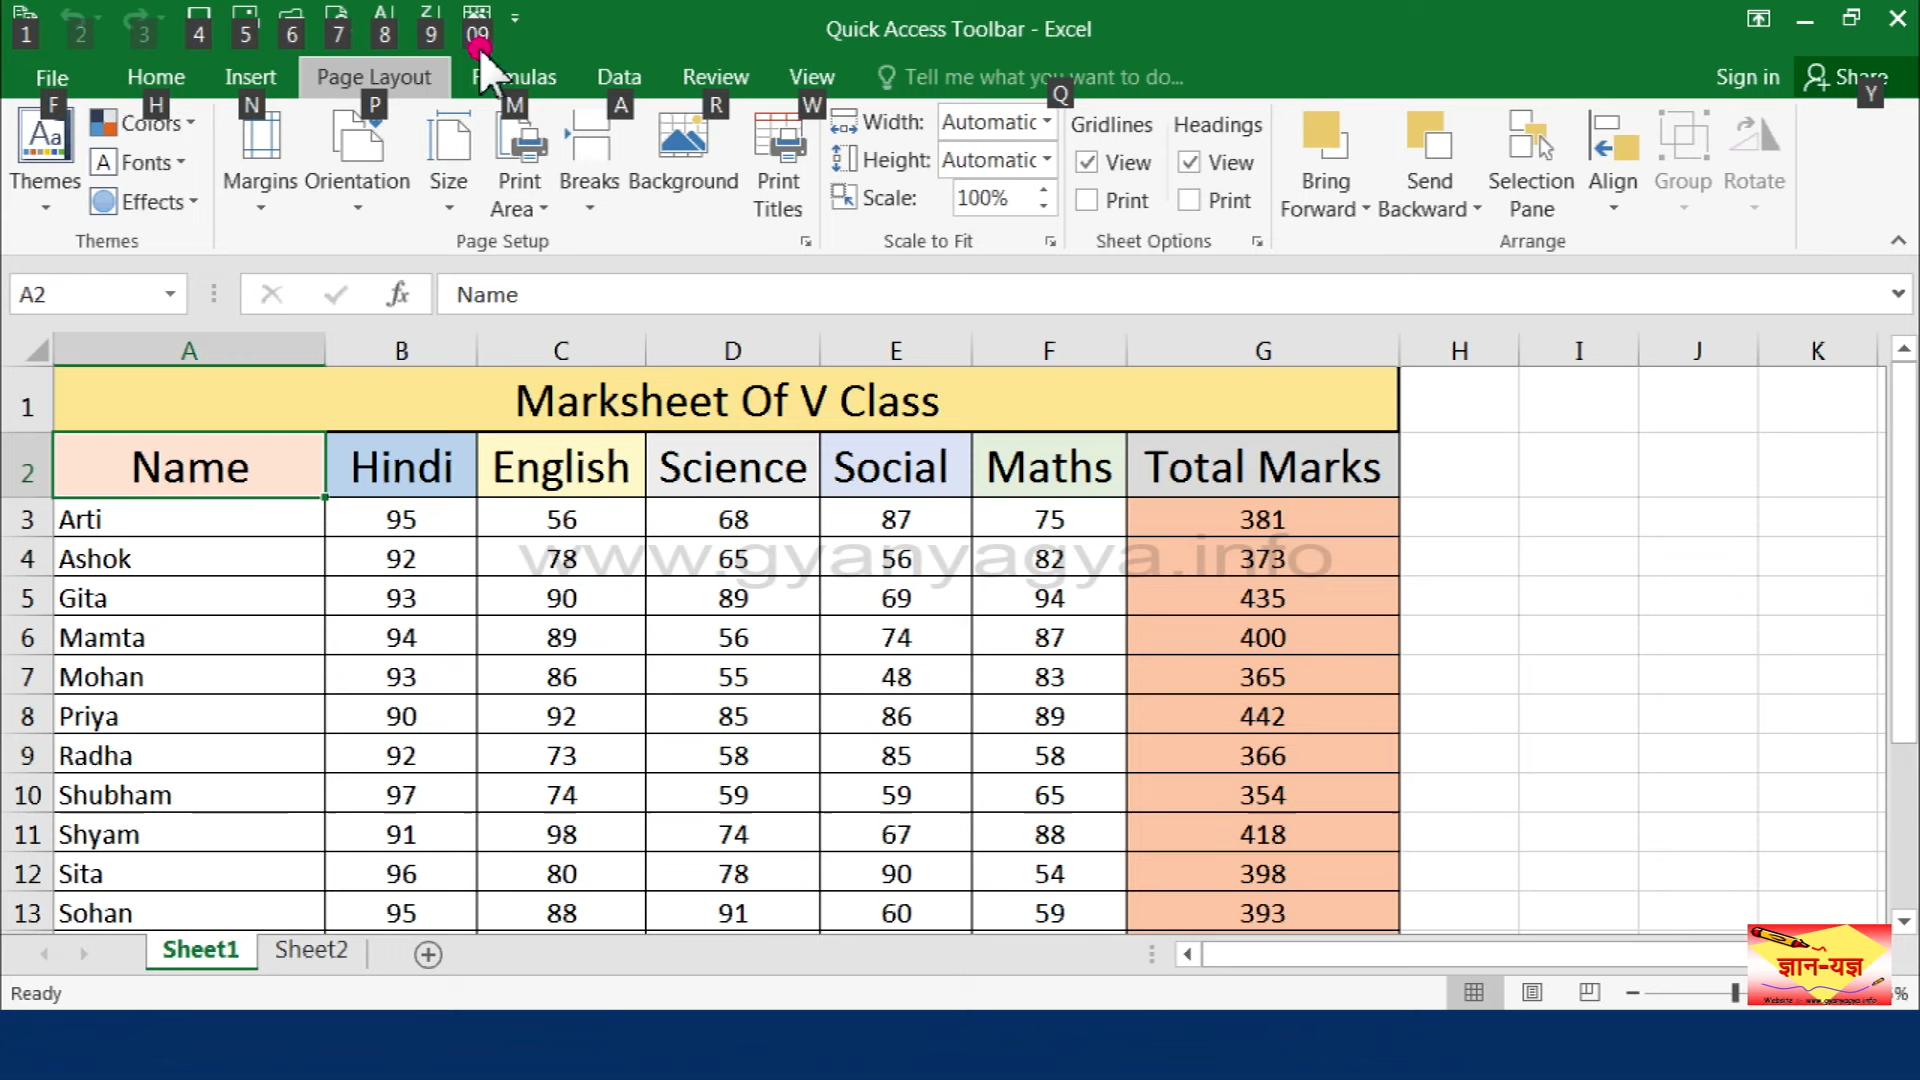 Quick Access Toolbar - Excel
1 2 3 4 5 6 7 8 9 09
File Home Insert Page Layout Formulas Data Review View Tell me what you want to do... Sign in Share
F H N P M A R W Q Y
Themes
Colors
Fonts
Effects
Themes
Margins Orientation Size Print Area Breaks Background Print Titles
Page Setup
Width: Automatic
Height: Automatic
Scale: 100%
Scale to Fit
Gridlines Headings
View View
Print Print
Sheet Options
Bring Forward Send Backward Selection Pane Align Group Rotate
Arrange
A2 fx Name
A B C D E F G H I J K
1 Marksheet Of V Class
2 Name Hindi English Science Social Maths Total Marks
3 Arti 95 56 68 87 75 381
4 Ashok 92 78 65 56 82 373
www.gyanyagya.info
5 Gita 93 90 89 69 94 435
6 Mamta 94 89 56 74 87 400
7 Mohan 93 86 55 48 83 365
8 Priya 90 92 85 86 89 442
9 Radha 92 73 58 85 58 366
10 Shubham 97 74 59 59 65 354
11 Shyam 91 98 74 67 88 418
12 Sita 96 80 78 90 54 398
13 Sohan 95 88 91 60 59 393
Sheet1 Sheet2
ज्ञान-यज्ञ
Website :- www.gyanyagya.info
Ready
%